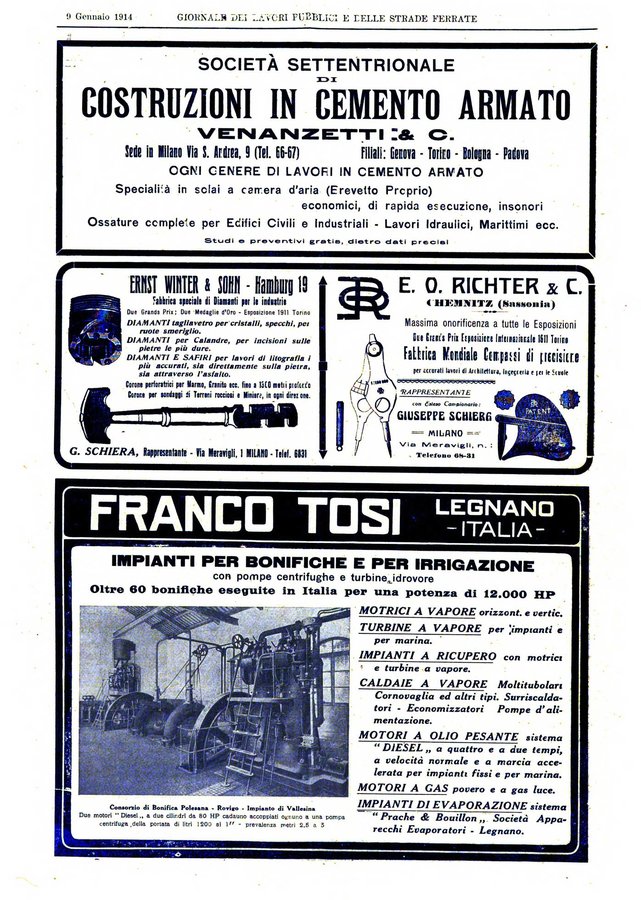 9 Gennaio 1914 GIORNALE DEI LAVORI PUBBLICI E DELLE STRADE FERRATE
SOCIETÀ SETTENTRIONALE
DI
COSTRUZIONI IN CEMENTO ARMATO
VENANZETTI & C.
Sede in Milano Via S. Andrea, 9 (Tel. 66-67) Filiali: Genova - Torino - Bologna - Padova
OGNI GENERE DI LAVORI IN CEMENTO ARMATO
Specialità in solai a camera d'aria (Brevetto Proprio)
economici, di rapida esecuzione, insonori
Ossature complete per Edifici Civili e Industriali - Lavori Idraulici, Marittimi ecc.
Studi e preventivi gratis, dietro dati precisi
ERNST WINTER & SOHN - Hamburg 19
Fabbrica speciale di Diamanti per le industrie
Due Grands Prix: Due Medaglie d'Oro - Esposizione 1911 Torino
DIAMANTI tagliavetro per cristalli, specchi, per
ruote smeriglio.
DIAMANTI per Calandre, per incisioni sulle
pietre le più dure.
DIAMANTI E SAFIRI per lavori di litografia i
più accurati, sia direttamente sulla pietra,
sia attraverso l'asfalto.
Corone perforatrici per Marmo, Granito ecc. fino a 1500 metri profondo
Corone per sondaggi di Terreni rocciosi e Miniere, in ogni direzione.
G. SCHIERA, Rappresentante - Via Meravigli, 1 MILANO - Telef. 6831
E. O. RICHTER & C.
CHEMNITZ (Sassonia)
Massima onorificenza a tutte le Esposizioni
Due Grands Prix Esposizione Internazionale 1911 Torino
Fabbrica Mondiale Compassi di precisione
per accurati lavori di Architettura, Ingegneria e per le Scuole
RAPPRESENTANTE
con Esteso Campionario:
GIUSEPPE SCHIERA
MILANO
Via Meravigli, n.
Telefono 68-31
PATENT
FRANCO TOSI LEGNANO
-ITALIA-
IMPIANTI PER BONIFICHE E PER IRRIGAZIONE
con pompe centrifughe e turbine idrovore
Oltre 60 bonifiche eseguite in Italia per una potenza di 12.000 HP
MOTRICI A VAPORE orizzont. e vertic.
TURBINE A VAPORE per impianti e
per marina.
IMPIANTI A RICUPERO con motrici
e turbine a vapore.
CALDAIE A VAPORE Moltitubolari
Cornovaglia ed altri tipi. Surriscalda-
tori - Economizzatori Pompe d'ali-
mentazione.
MOTORI A OLIO PESANTE sistema
"DIESEL„ a quattro e a due tempi,
a velocità normale e a marcia acce-
lerata per impianti fissi e per marina.
MOTORI A GAS povero e a gas luce.
IMPIANTI DI EVAPORAZIONE sistema
"Prache & Bouillon„ Società Appa-
recchi Evaporatori - Legnano.
Consorzio di Bonifica Polesana - Rovigo - Impianto di Vallesina
Due motori "Diesel„ a due cilindri da 80 HP cadauno accoppiati ognuno a una pompa
centrifuga della portata di litri 1200 al 1" - prevalenza metri 2,5 a 3